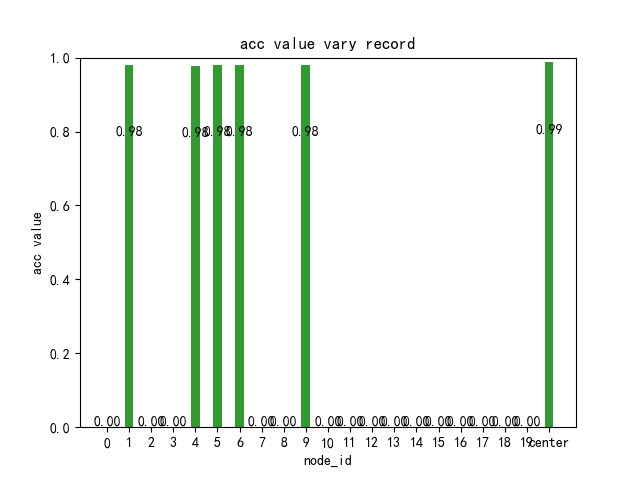 acc value vary record
1.0
0.8
0.6
0.4
0.2
0.0
acc value
0.98 0.98 0.98 0.98 0.98 0.99
0.00 0.00 0.00 0.00 0.00 0.00 0.00 0.00 0.00 0.00 0.00 0.00 0.00 0.00 0.00
0 1 2 3 4 5 6 7 8 9 10 11 12 13 14 15 16 17 18 19 center
node_id